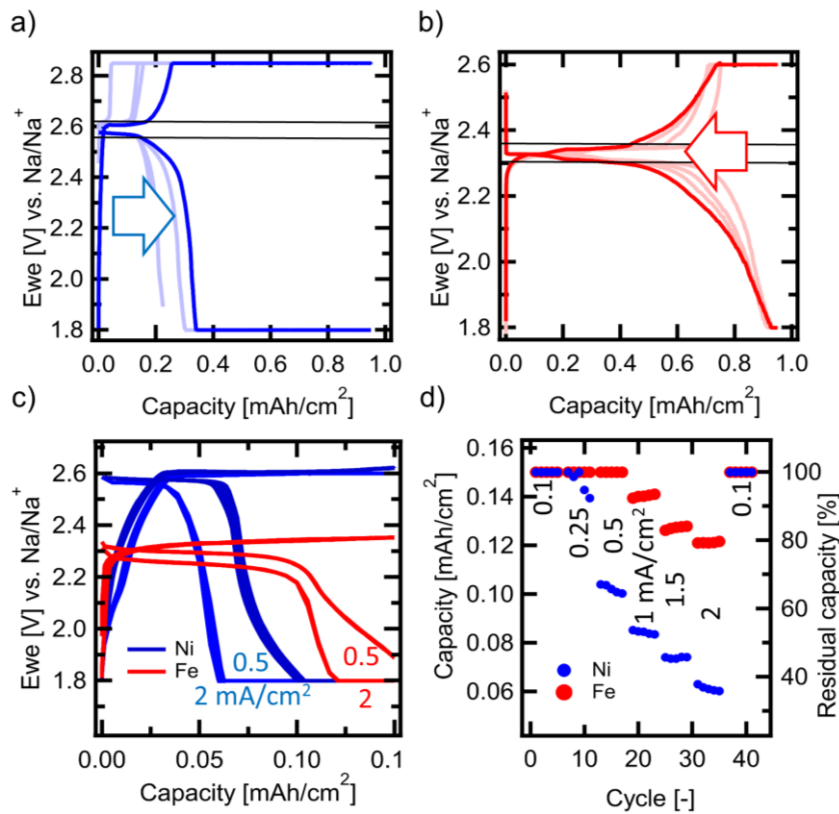 a)
Ewe [V] vs. Na/Na+
2.8
2.6
2.4
2.2
2.0
1.8
0.0 0.2 0.4 0.6 0.8 1.0
Capacity [mAh/cm2]
b)
Ewe [V] vs. Na/Na+
2.6
2.4
2.2
2.0
1.8
0.0 0.2 0.4 0.6 0.8 1.0
Capacity [mAh/cm2]
c)
Ewe [V] vs. Na/Na+
2.6
2.4
2.2
2.0
1.8
Ni
Fe
0.5
2 mA/cm2
0.5
2
0.00 0.05 0.10 0.1
Capacity [mAh/cm2]
d)
Capacity [mAh/cm2]
0.16
0.14
0.12
0.10
0.08
0.06
0.1
0.25
0.5
1 mA/cm2
1.5
2
0.1
Ni
Fe
100
80
60
40
Residual capacity [%]
0 10 20 30 40
Cycle [-]